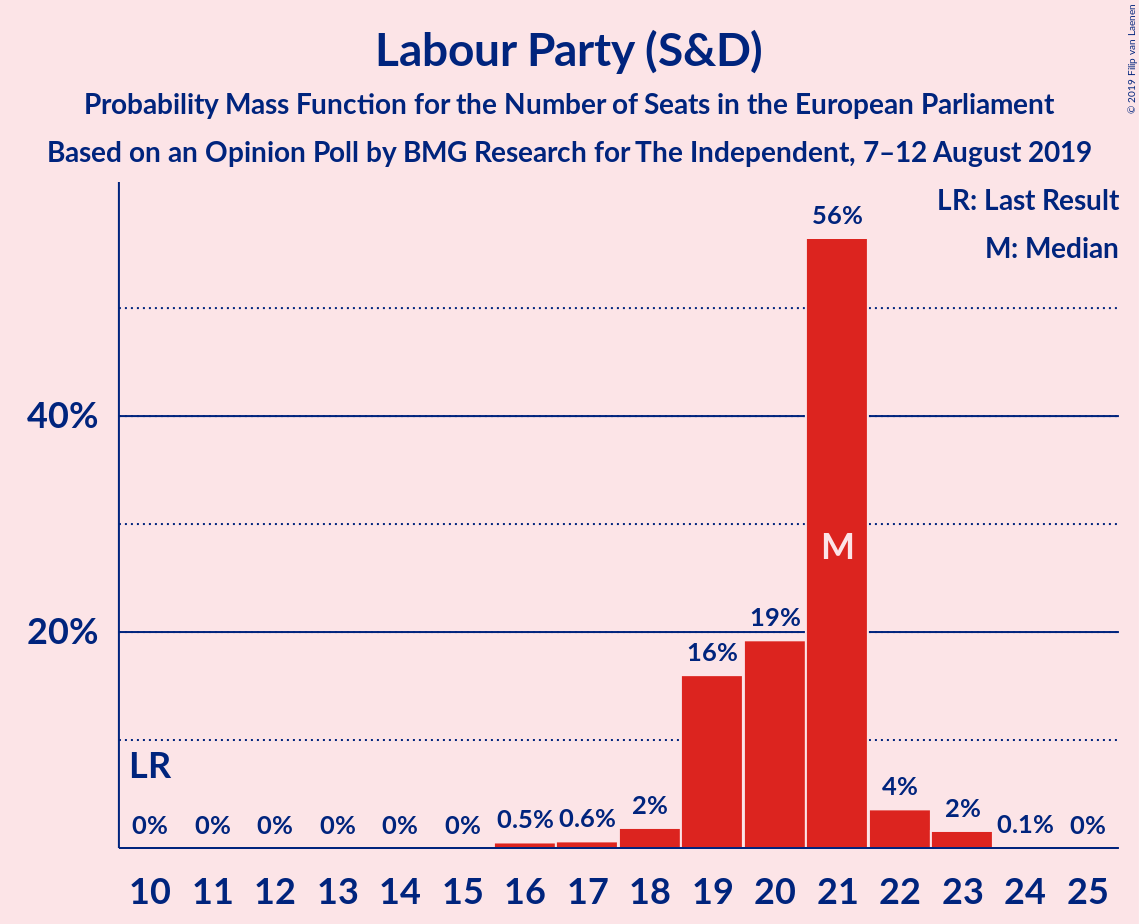 Labour Party (S&D)
Probability Mass Function for the Number of Seats in the European Parliament
Based on an Opinion Poll by BMG Research for The Independent, 7–12 August 2019
© 2019 Filip van Laenen
LR: Last Result
M: Median
40%
20%
LR
0% 0% 0% 0% 0% 0% 0.5% 0.6% 2% 16% 19% 56% 4% 2% 0.1% 0%
M
10 11 12 13 14 15 16 17 18 19 20 21 22 23 24 25